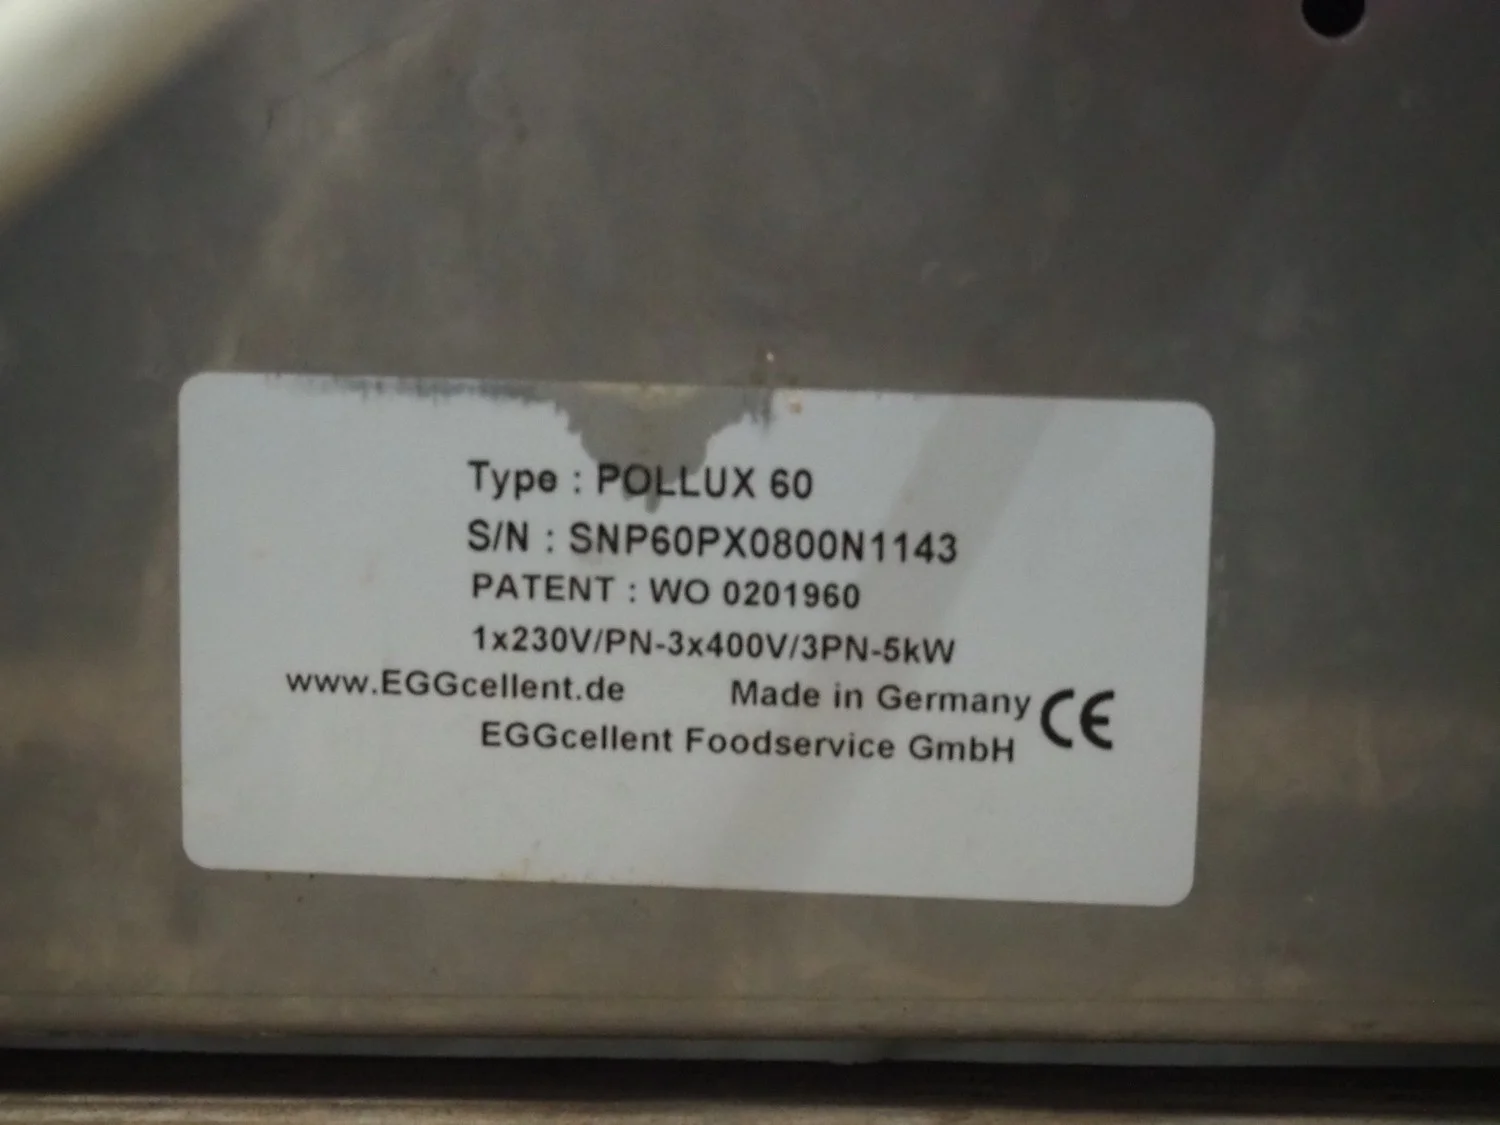 Type : POLLUX 60
S/N : SNP60PX0800N1143
PATENT : WO 0201960
1x230V/PN-3x400V/3PN-5kW
www.EGGcellent.de Made in Germany CE
EGGcellent Foodservice GmbH